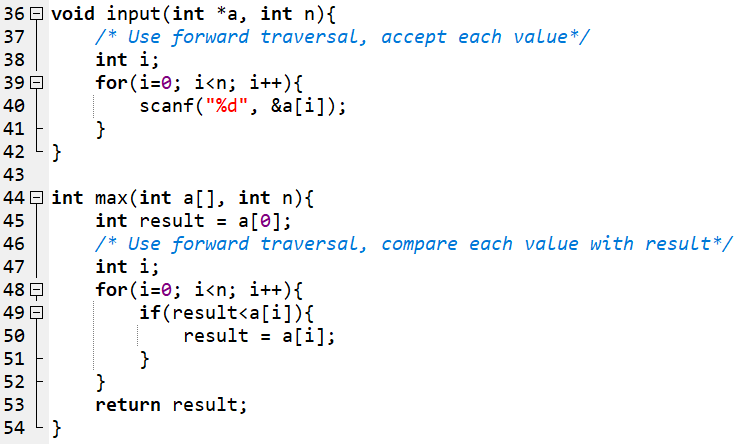 36 void input(int *a, int n){
37     /* Use forward traversal, accept each value*/
38     int i;
39     for(i=0; i<n; i++){
40         scanf("%d", &a[i]);
41     }
42 }
43
44 int max(int a[], int n){
45     int result = a[0];
46     /* Use forward traversal, compare each value with result*/
47     int i;
48     for(i=0; i<n; i++){
49         if(result<a[i]){
50             result = a[i];
51         }
52     }
53     return result;
54 }